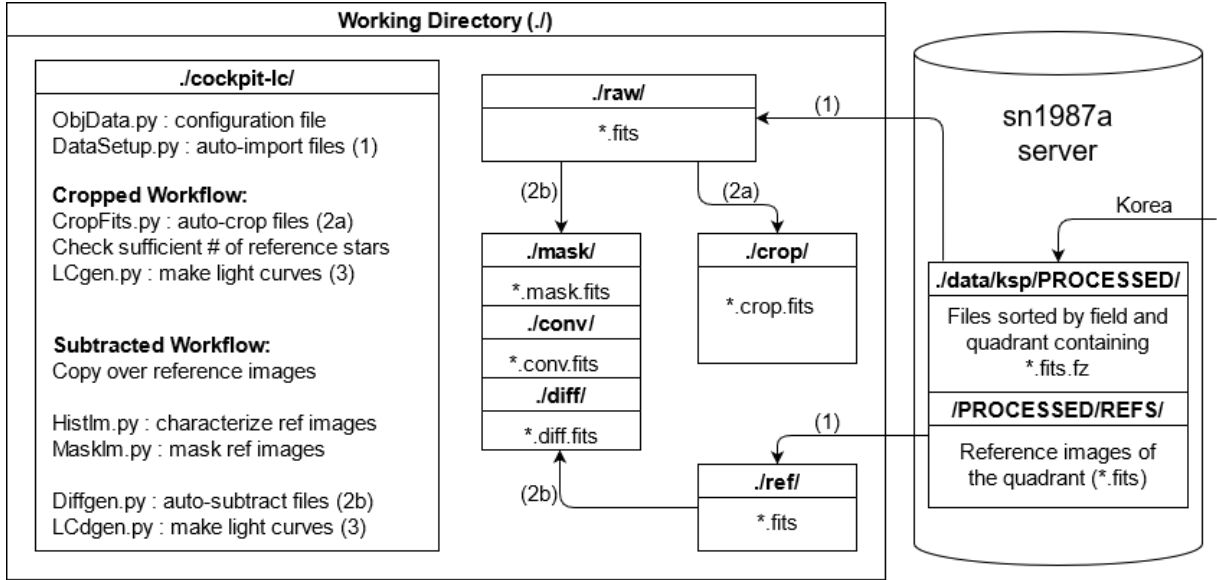 Working Directory (./)
./cockpit-lc/
ObjData.py : configuration file
DataSetup.py : auto-import files (1)
Cropped Workflow:
CropFits.py : auto-crop files (2a)
Check sufficient # of reference stars
LCgen.py : make light curves (3)
Subtracted Workflow:
Copy over reference images
HistIm.py : characterize ref images
MaskIm.py : mask ref images
Diffgen.py : auto-subtract files (2b)
LCdgen.py : make light curves (3)
./raw/
*.fits
(2b)
(2a)
./mask/
*.mask.fits
./conv/
*.conv.fits
./diff/
*.diff.fits
./crop/
*.crop.fits
(1)
(1)
(2b)
./ref/
*.fits
sn1987a
server
Korea
./data/ksp/PROCESSED/
Files sorted by field and
quadrant containing
*.fits.fz
/PROCESSED/REFS/
Reference images of
the quadrant (*.fits)